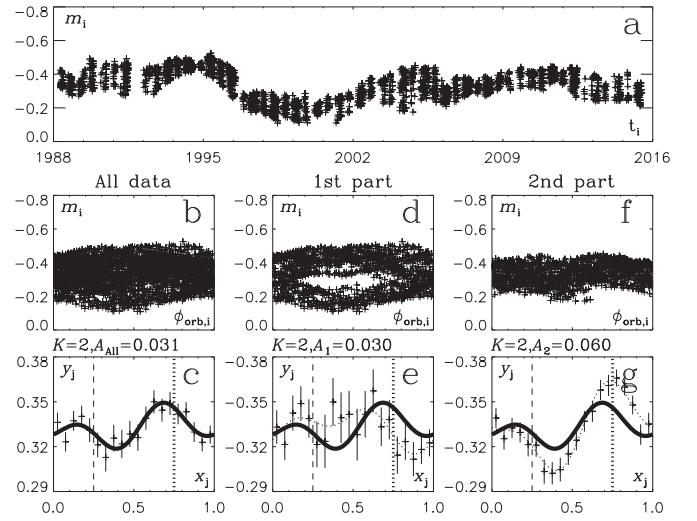 -0.8 m_i a
-0.6
-0.4
-0.2
0.0 t_i
1988 1995 2002 2009 2016
All data 1st part 2nd part
-0.8 m_i b -0.8 m_i d -0.8 m_i f
-0.6 -0.6 -0.6
-0.4 -0.4 -0.4
-0.2 -0.2 -0.2
0.0 ϕ_orb,i 0.0 ϕ_orb,i 0.0 ϕ_orb,i
K=2,A_All=0.031 K=2,A_1=0.030 K=2,A_2=0.060
0.38 y_j c -0.38 y_j e -0.38 y_j g
0.35 -0.35 -0.35
0.32 -0.32 -0.32
0.29 x_j -0.29 x_j -0.29 x_j
0.0 0.5 1.0 0.0 0.5 1.0 0.0 0.5 1.0